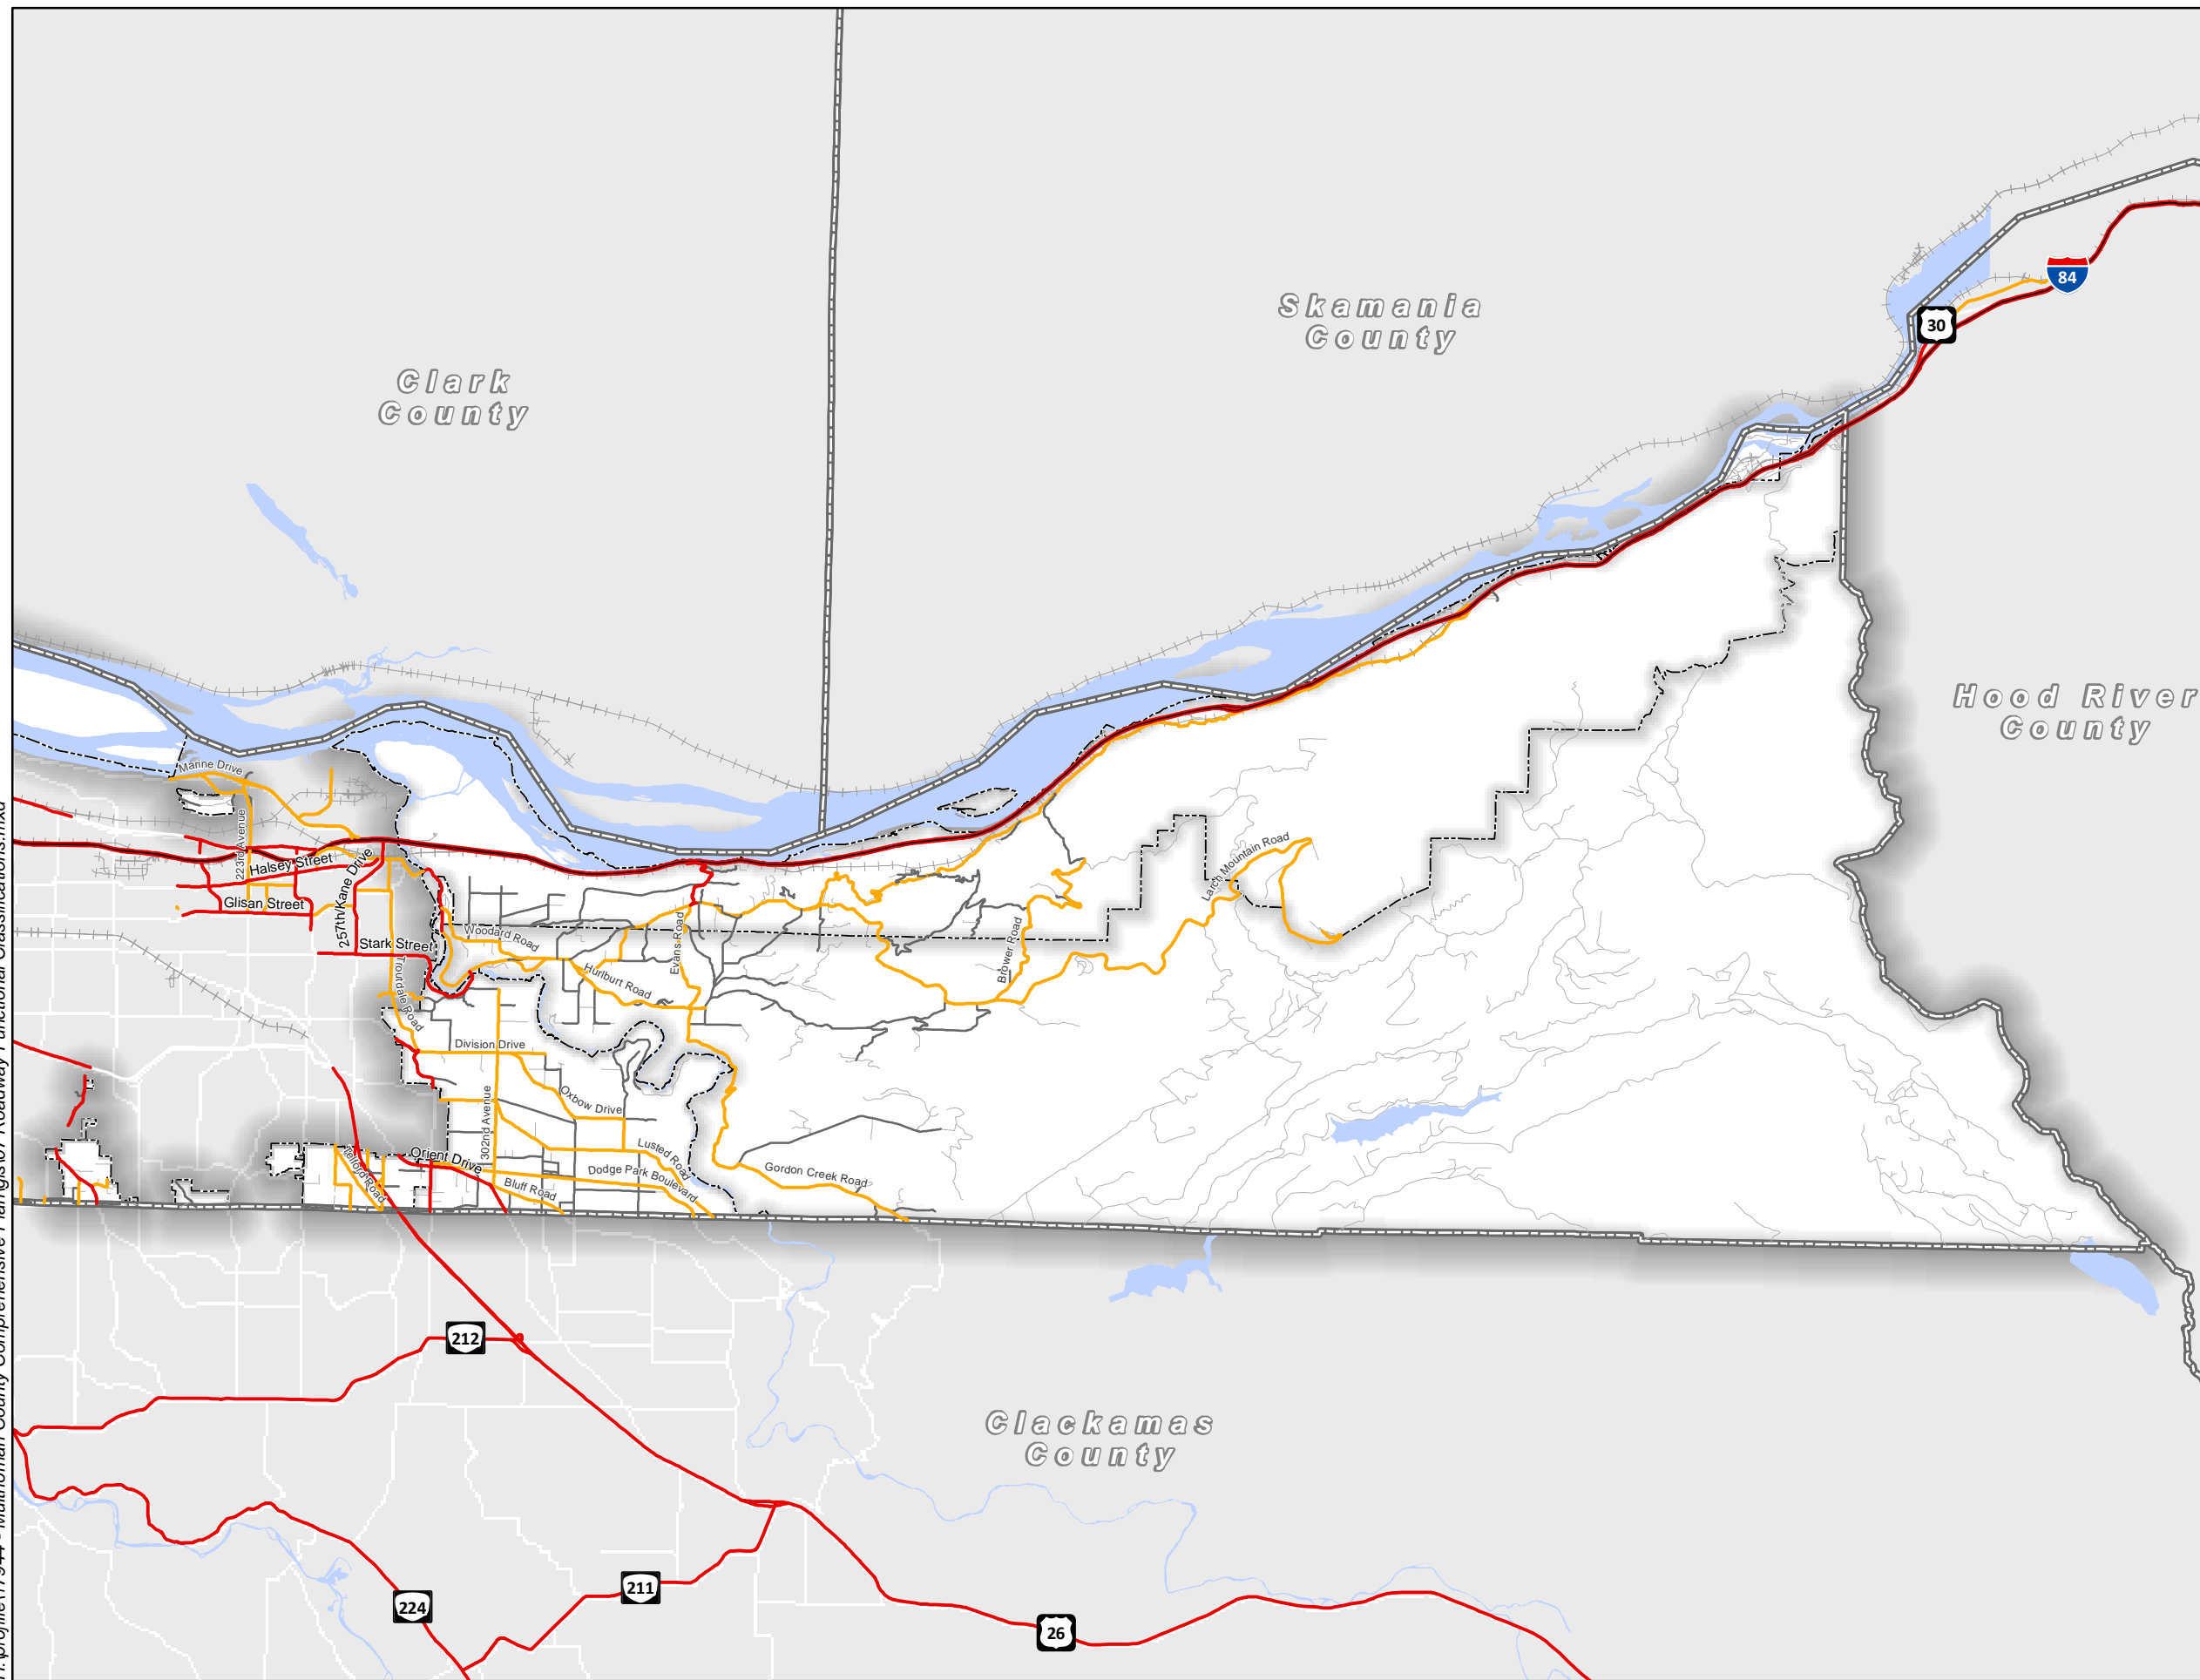 84
30
Skamania
County
Clark
County
Hood River
County
Marine Drive
223rd Avenue
Halsey Street
257th/Kane Drive
Glisan Street
Stark Street
Troutdale Road
Woodard Road
Evans Road
Hurlburt Road
Brower Road
Larch Mountain Road
Division Drive
302nd Avenue
Oxbow Drive
Lusted Road
Orient Drive
Telford Road
Dodge Park Boulevard
Bluff Road
Gordon Creek Road
212
Clackamas
County
211
224
26